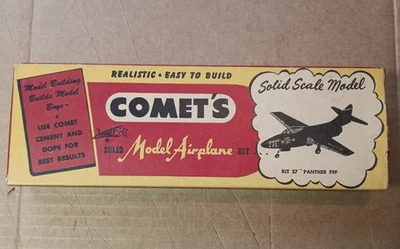 Model Building
Builds Model
Boys -
USE COMET
CEMENT AND
DOPE FOR
BEST RESULTS
REALISTIC • EASY TO BUILD
COMET'S
SOLID Model Airplane KIT...
Solid Scale Model
KIT S7 PANTHER F9F